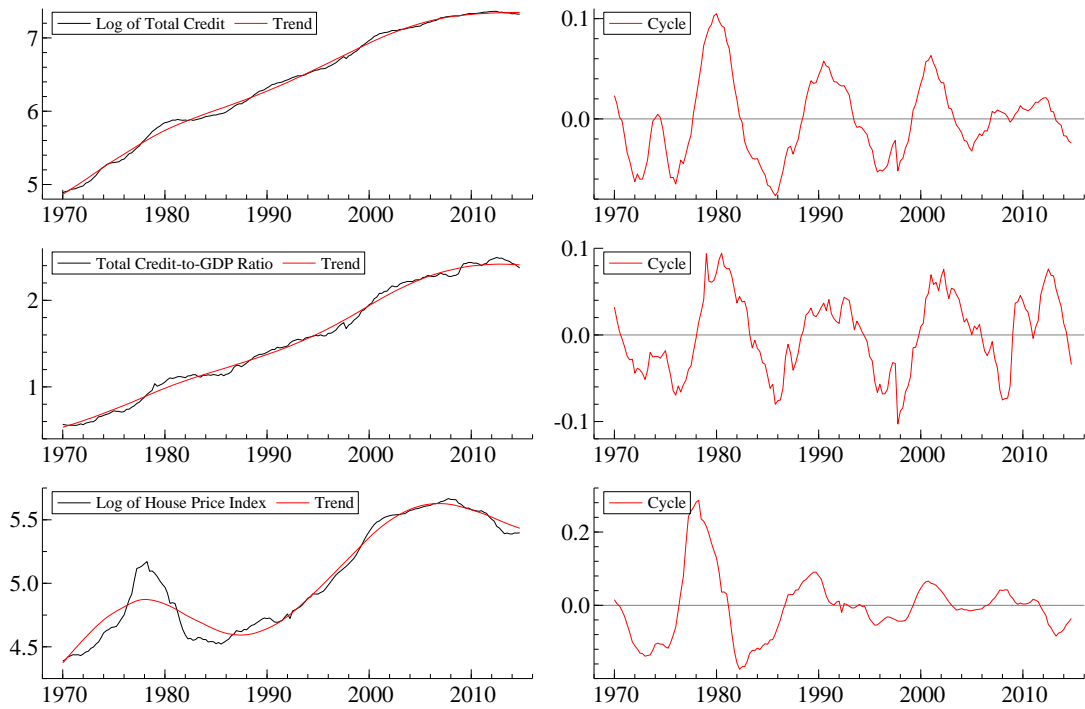 Log of Total Credit Trend
7
6
5
1970 1980 1990 2000 2010
Cycle
0.1
0.0
1970 1980 1990 2000 2010
Total Credit-to-GDP Ratio Trend
2
1
1970 1980 1990 2000 2010
Cycle
0.1
0.0
-0.1
1970 1980 1990 2000 2010
Log of House Price Index Trend
5.5
5.0
4.5
1970 1980 1990 2000 2010
Cycle
0.2
0.0
1970 1980 1990 2000 2010